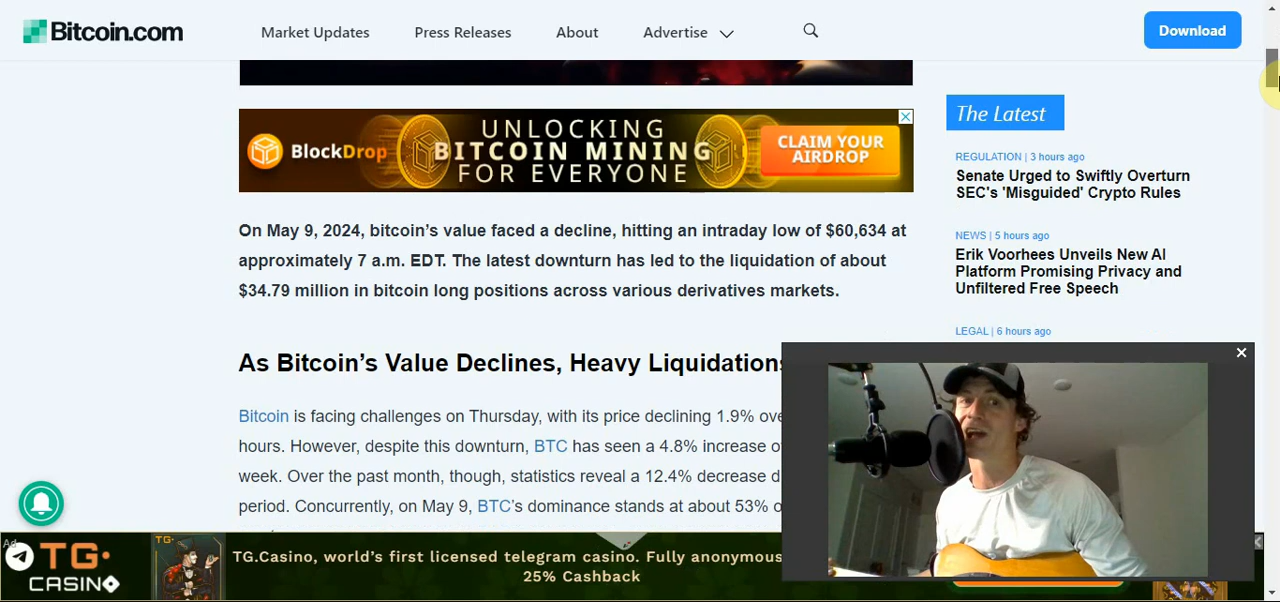 Bitcoin.com
Market Updates
Press Releases
About
Advertise
Download
BlockDrop
UNLOCKING
BITCOIN MINING
FOR EVERYONE
CLAIM YOUR
AIRDROP
The Latest
REGULATION | 3 hours ago
Senate Urged to Swiftly Overturn
SEC's 'Misguided' Crypto Rules
NEWS | 5 hours ago
Erik Voorhees Unveils New AI
Platform Promising Privacy and
Unfiltered Free Speech
LEGAL | 6 hours ago
On May 9, 2024, bitcoin’s value faced a decline, hitting an intraday low of $60,634 at
approximately 7 a.m. EDT. The latest downturn has led to the liquidation of about
$34.79 million in bitcoin long positions across various derivatives markets.
As Bitcoin’s Value Declines, Heavy Liquidations
Bitcoin is facing challenges on Thursday, with its price declining 1.9% ove
hours. However, despite this downturn, BTC has seen a 4.8% increase o
week. Over the past month, though, statistics reveal a 12.4% decrease d
period. Concurrently, on May 9, BTC’s dominance stands at about 53% o
Ad
TG.
CASINO
TG.
TG.Casino, world’s first licensed telegram casino. Fully anonymous
25% Cashback